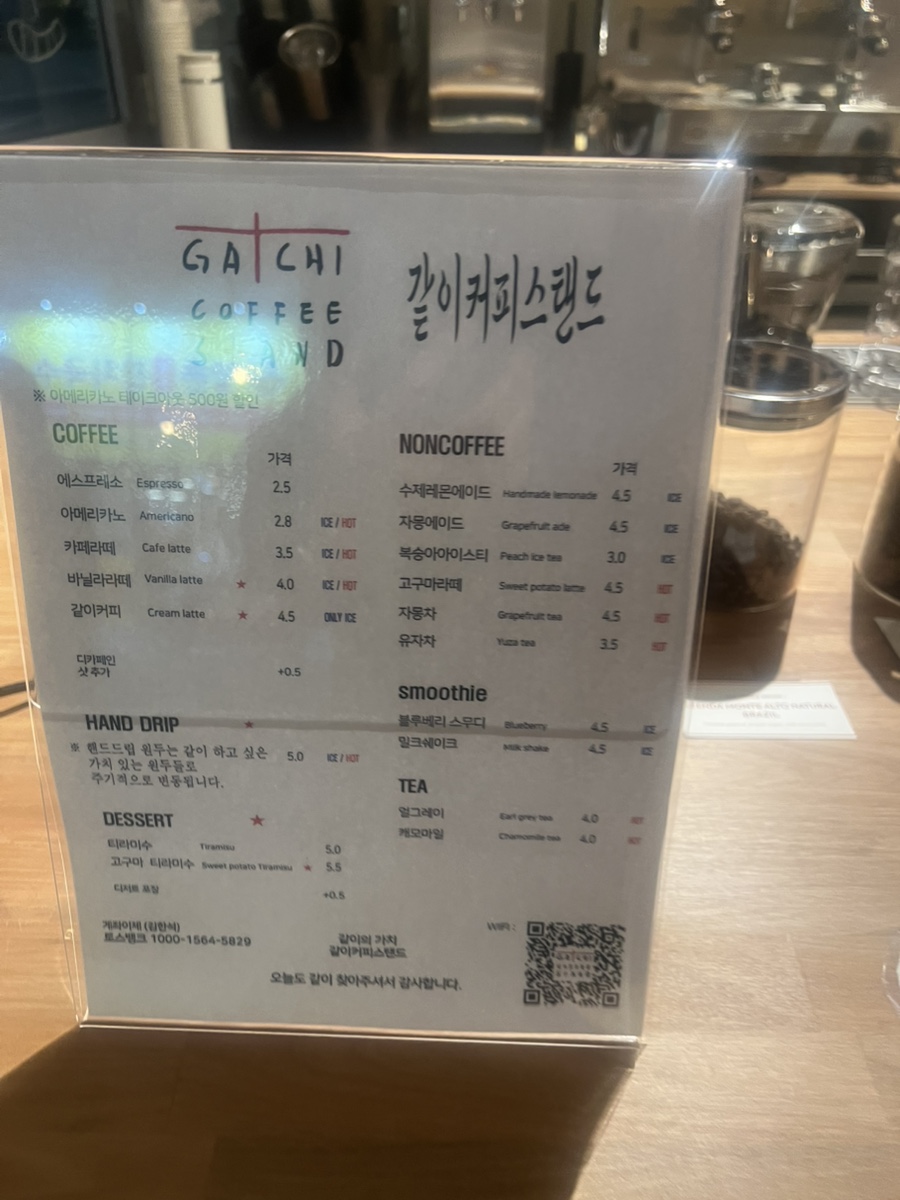 GATCHI
COFFEE
STAND
같이커피스탠드
※ 아메리카노 테이크아웃 500원 할인
COFFEE
가격
에스프레소 Espresso 2.5
아메리카노 Americano 2.8 ICE / HOT
카페라떼 Cafe latte 3.5 ICE / HOT
바닐라라떼 Vanilla latte ★ 4.0 ICE / HOT
같이커피 Cream latte ★ 4.5 ONLY ICE
디카페인
샷 추가 +0.5
HAND DRIP ★
※ 핸드드립 원두는 같이 하고 싶은 5.0 ICE / HOT
가치 있는 원두들로
주기적으로 변동됩니다.
DESSERT ★
티라미수 Tiramisu 5.0
고구마 티라미수 Sweet potato Tiramisu ★ 5.5
디저트 포장 +0.5
NONCOFFEE
가격
수제레몬에이드 Handmade lemonade 4.5 ICE
자몽에이드 Grapefruit ade 4.5 ICE
복숭아아이스티 Peach ice tea 3.0 ICE
고구마라떼 Sweet potato latte 4.5 HOT
자몽차 Grapefruit tea 4.5 HOT
유자차 Yuza tea 3.5 HOT
smoothie
블루베리 스무디 Blueberry 4.5 ICE
밀크쉐이크 Milk shake 4.5 ICE
TEA
얼그레이 Earl grey tea 4.0 HOT
캐모마일 Chamomile tea 4.0 HOT
계좌이체 (김한석)
토스뱅크 1000-1564-5829
같이의 가치
같이커피스탠드
WIFI :
오늘도 같이 찾아주셔서 감사합니다.
MONTE ALTO NATURAL
BRAZIL